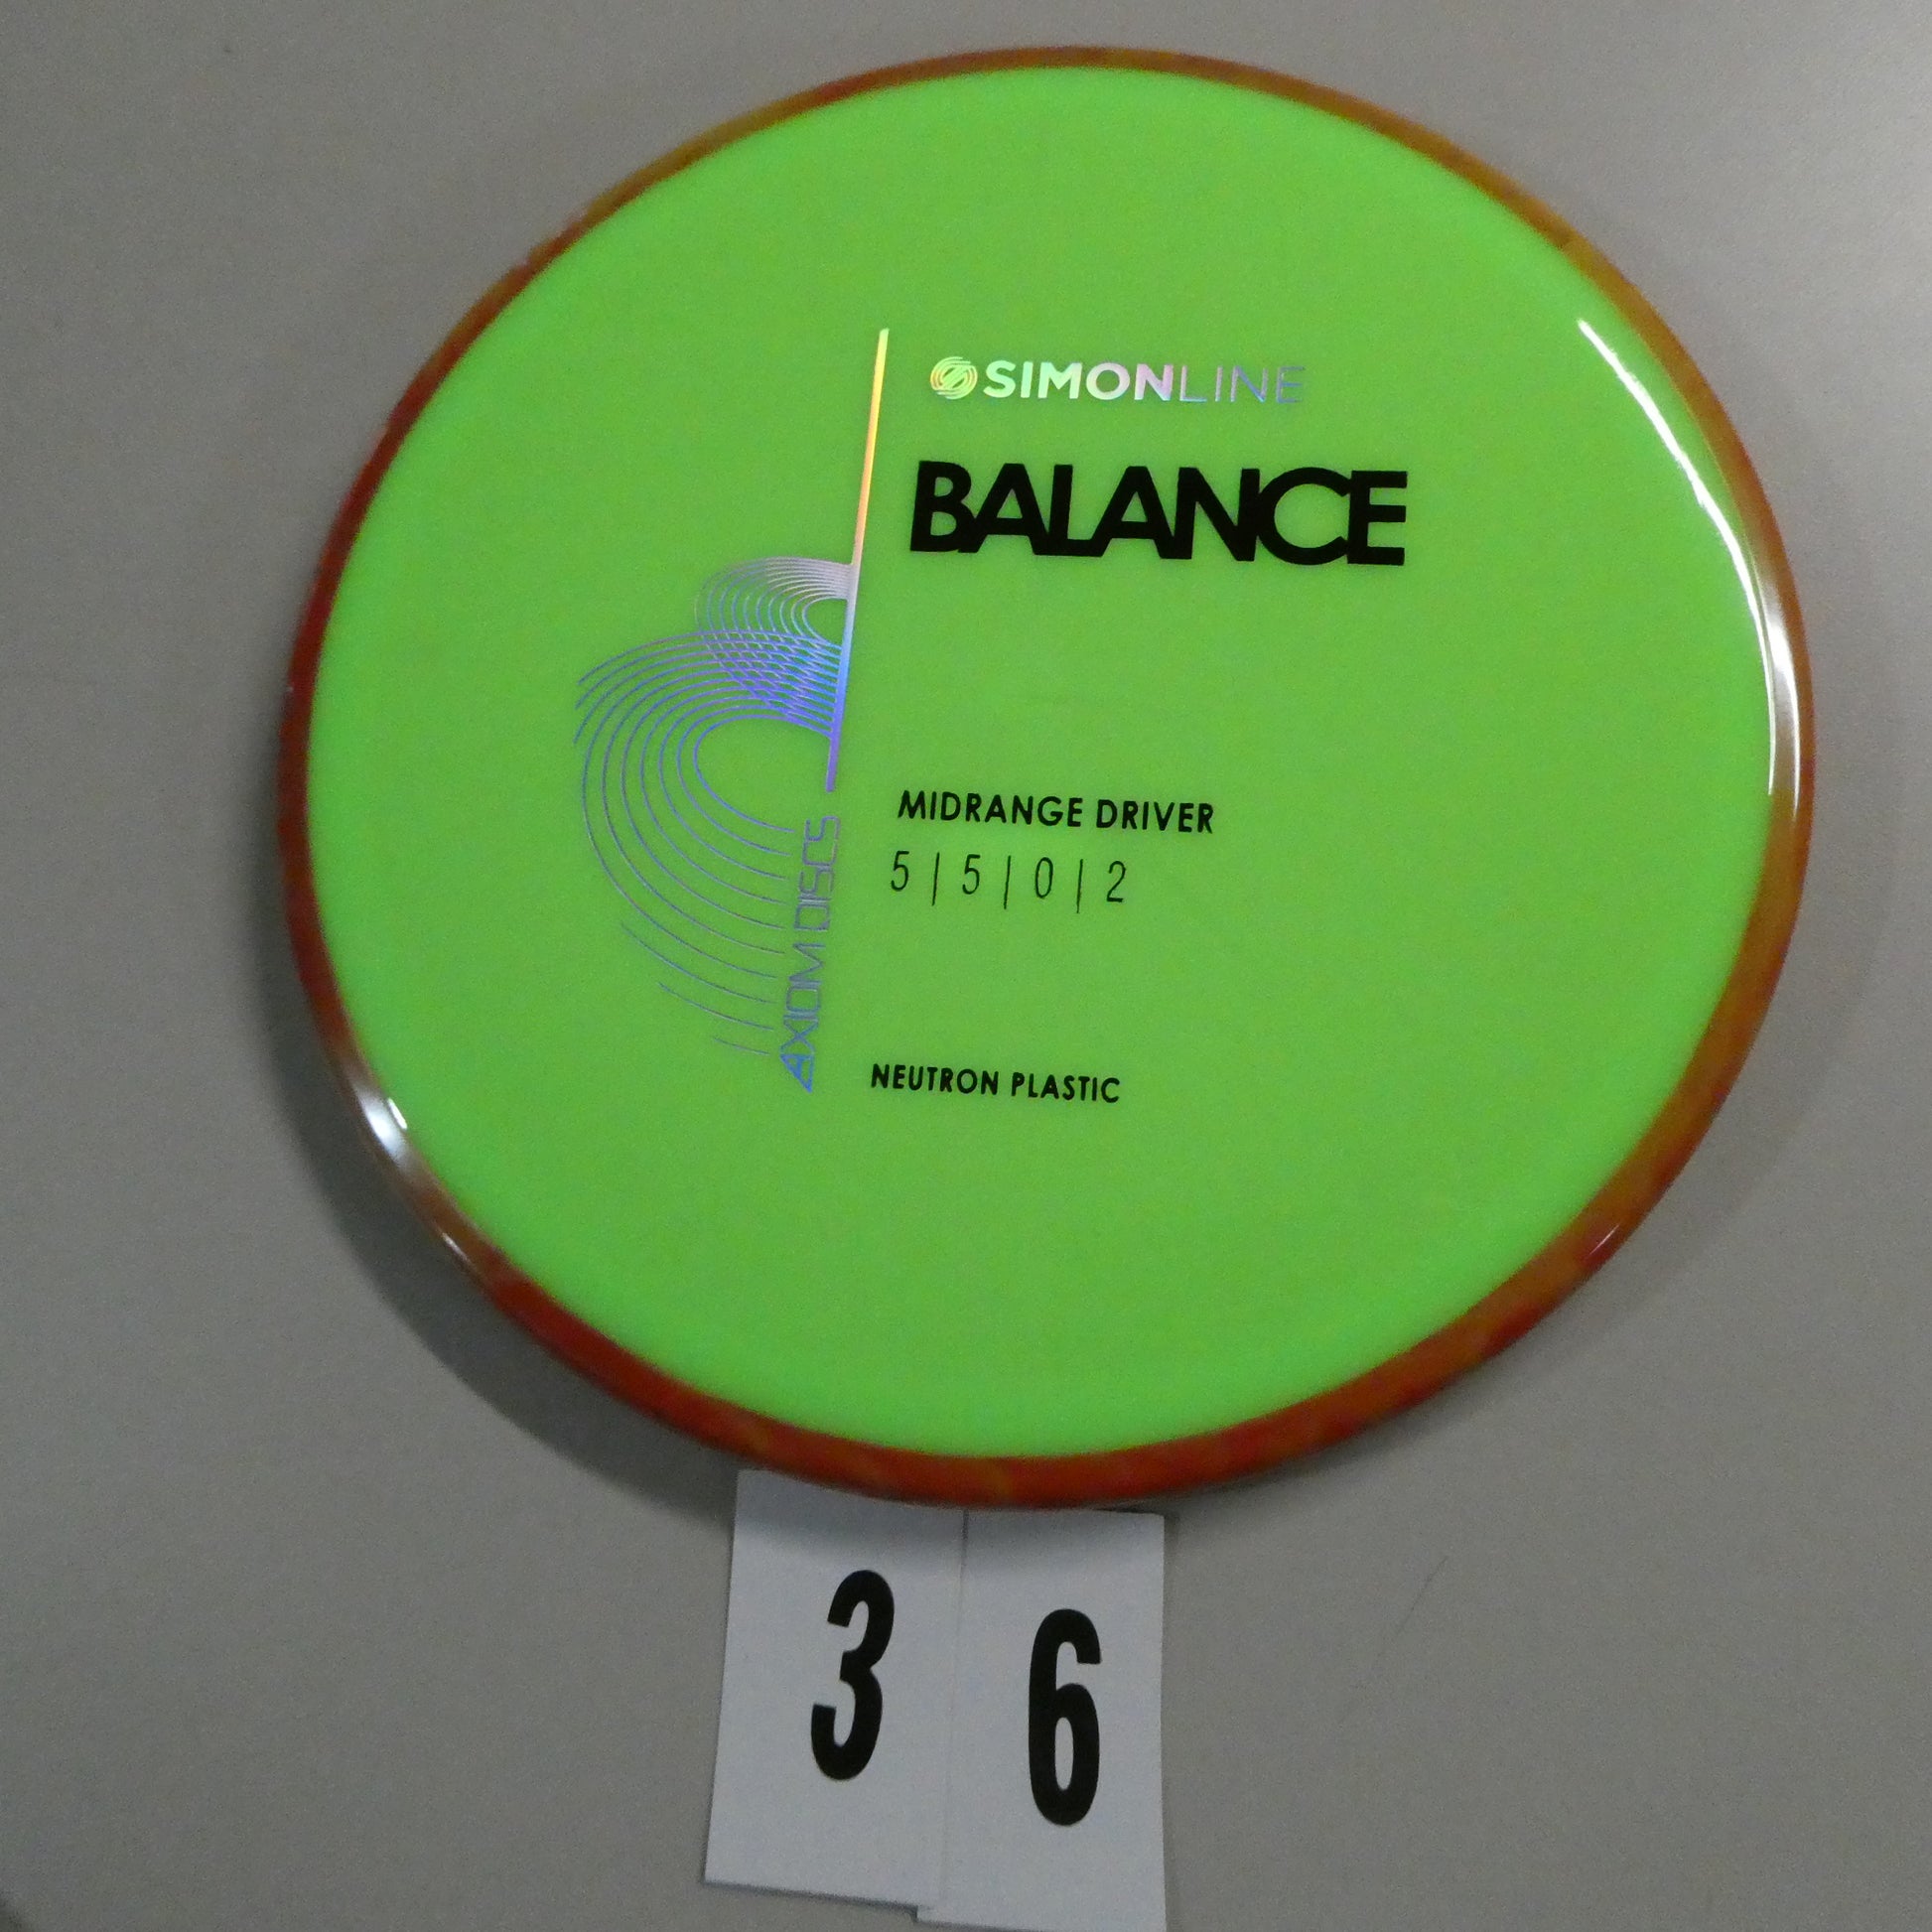 SIMONLINE
BALANCE
MIDRANGE DRIVER
5 | 5 | 0 | 2
AXIOM DISCS
NEUTRON PLASTIC
3 6